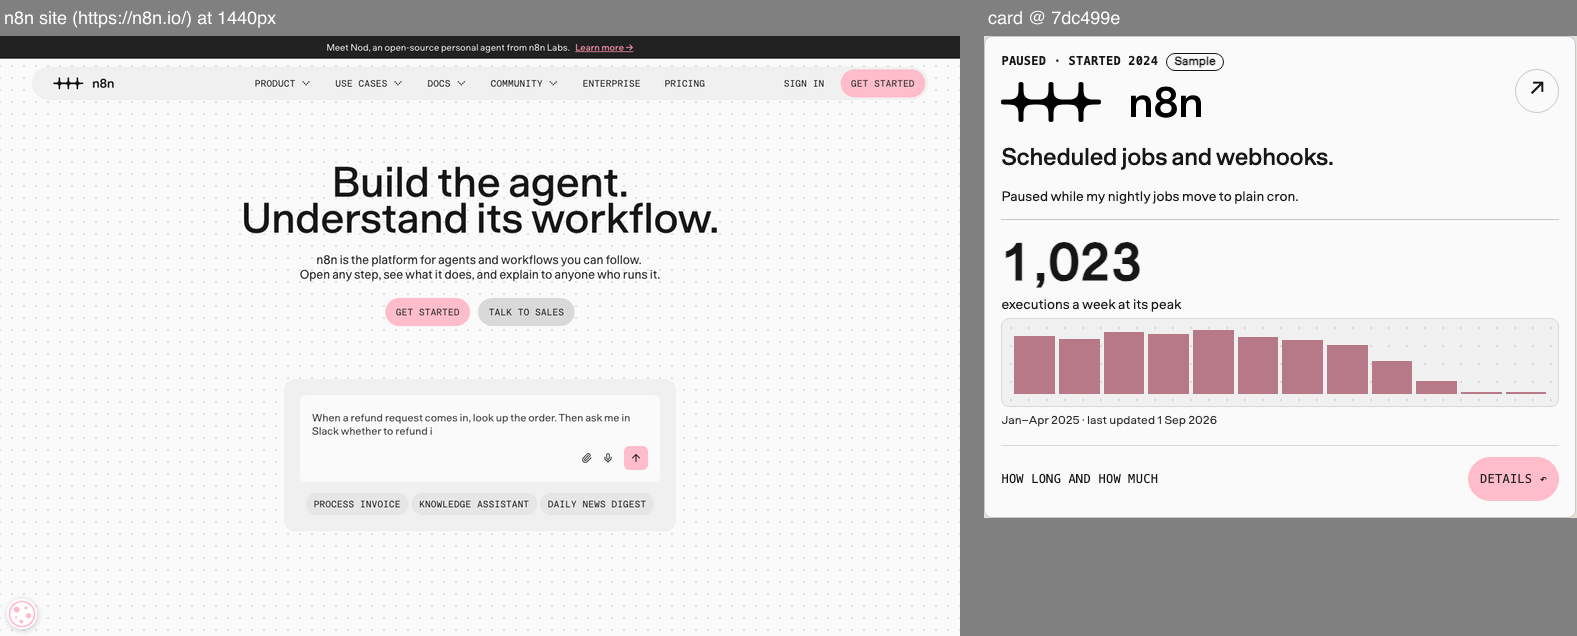 n8n site (https://n8n.io/) at 1440px
Meet Nod, an open-source personal agent from n8n Labs. Learn more →
n8n PRODUCT USE CASES DOCS COMMUNITY ENTERPRISE PRICING SIGN IN GET STARTED
Build the agent.
Understand its workflow.
n8n is the platform for agents and workflows you can follow.
Open any step, see what it does, and explain to anyone who runs it.
GET STARTED TALK TO SALES
When a refund request comes in, look up the order. Then ask me in
Slack whether to refund i
PROCESS INVOICE KNOWLEDGE ASSISTANT DAILY NEWS DIGEST
card @ 7dc499e
PAUSED · STARTED 2024 Sample
n8n
Scheduled jobs and webhooks.
Paused while my nightly jobs move to plain cron.
1,023
executions a week at its peak
Jan–Apr 2025 · last updated 1 Sep 2026
HOW LONG AND HOW MUCH DETAILS ↶